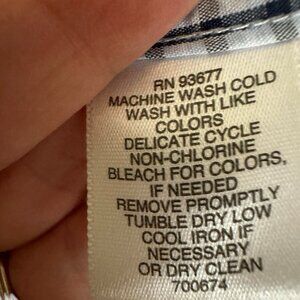 RN 93677
MACHINE WASH COLD
WASH WITH LIKE
COLORS
DELICATE CYCLE
NON-CHLORINE
BLEACH FOR COLORS,
IF NEEDED
REMOVE PROMPTLY
TUMBLE DRY LOW
COOL IRON IF
NECESSARY
OR DRY CLEAN
700674